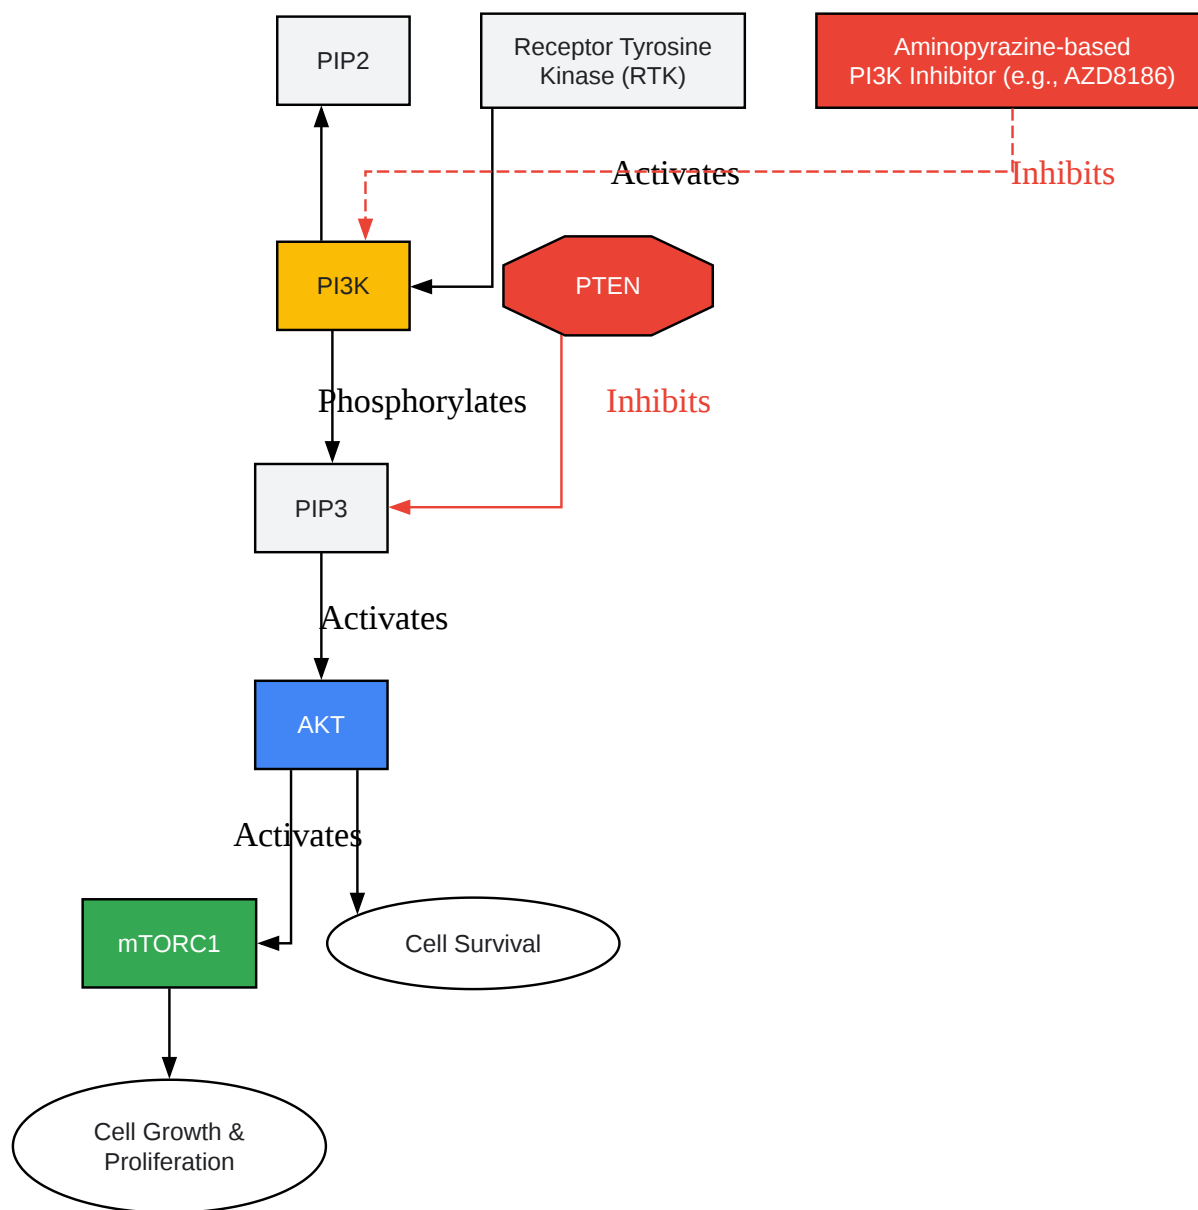 PIP2
Receptor Tyrosine
Kinase (RTK)
Aminopyrazine-based
PI3K Inhibitor (e.g., AZD8186)
Activates
Inhibits
PI3K
PTEN
Phosphorylates
Inhibits
PIP3
Activates
AKT
Activates
mTORC1
Cell Survival
Cell Growth &
Proliferation